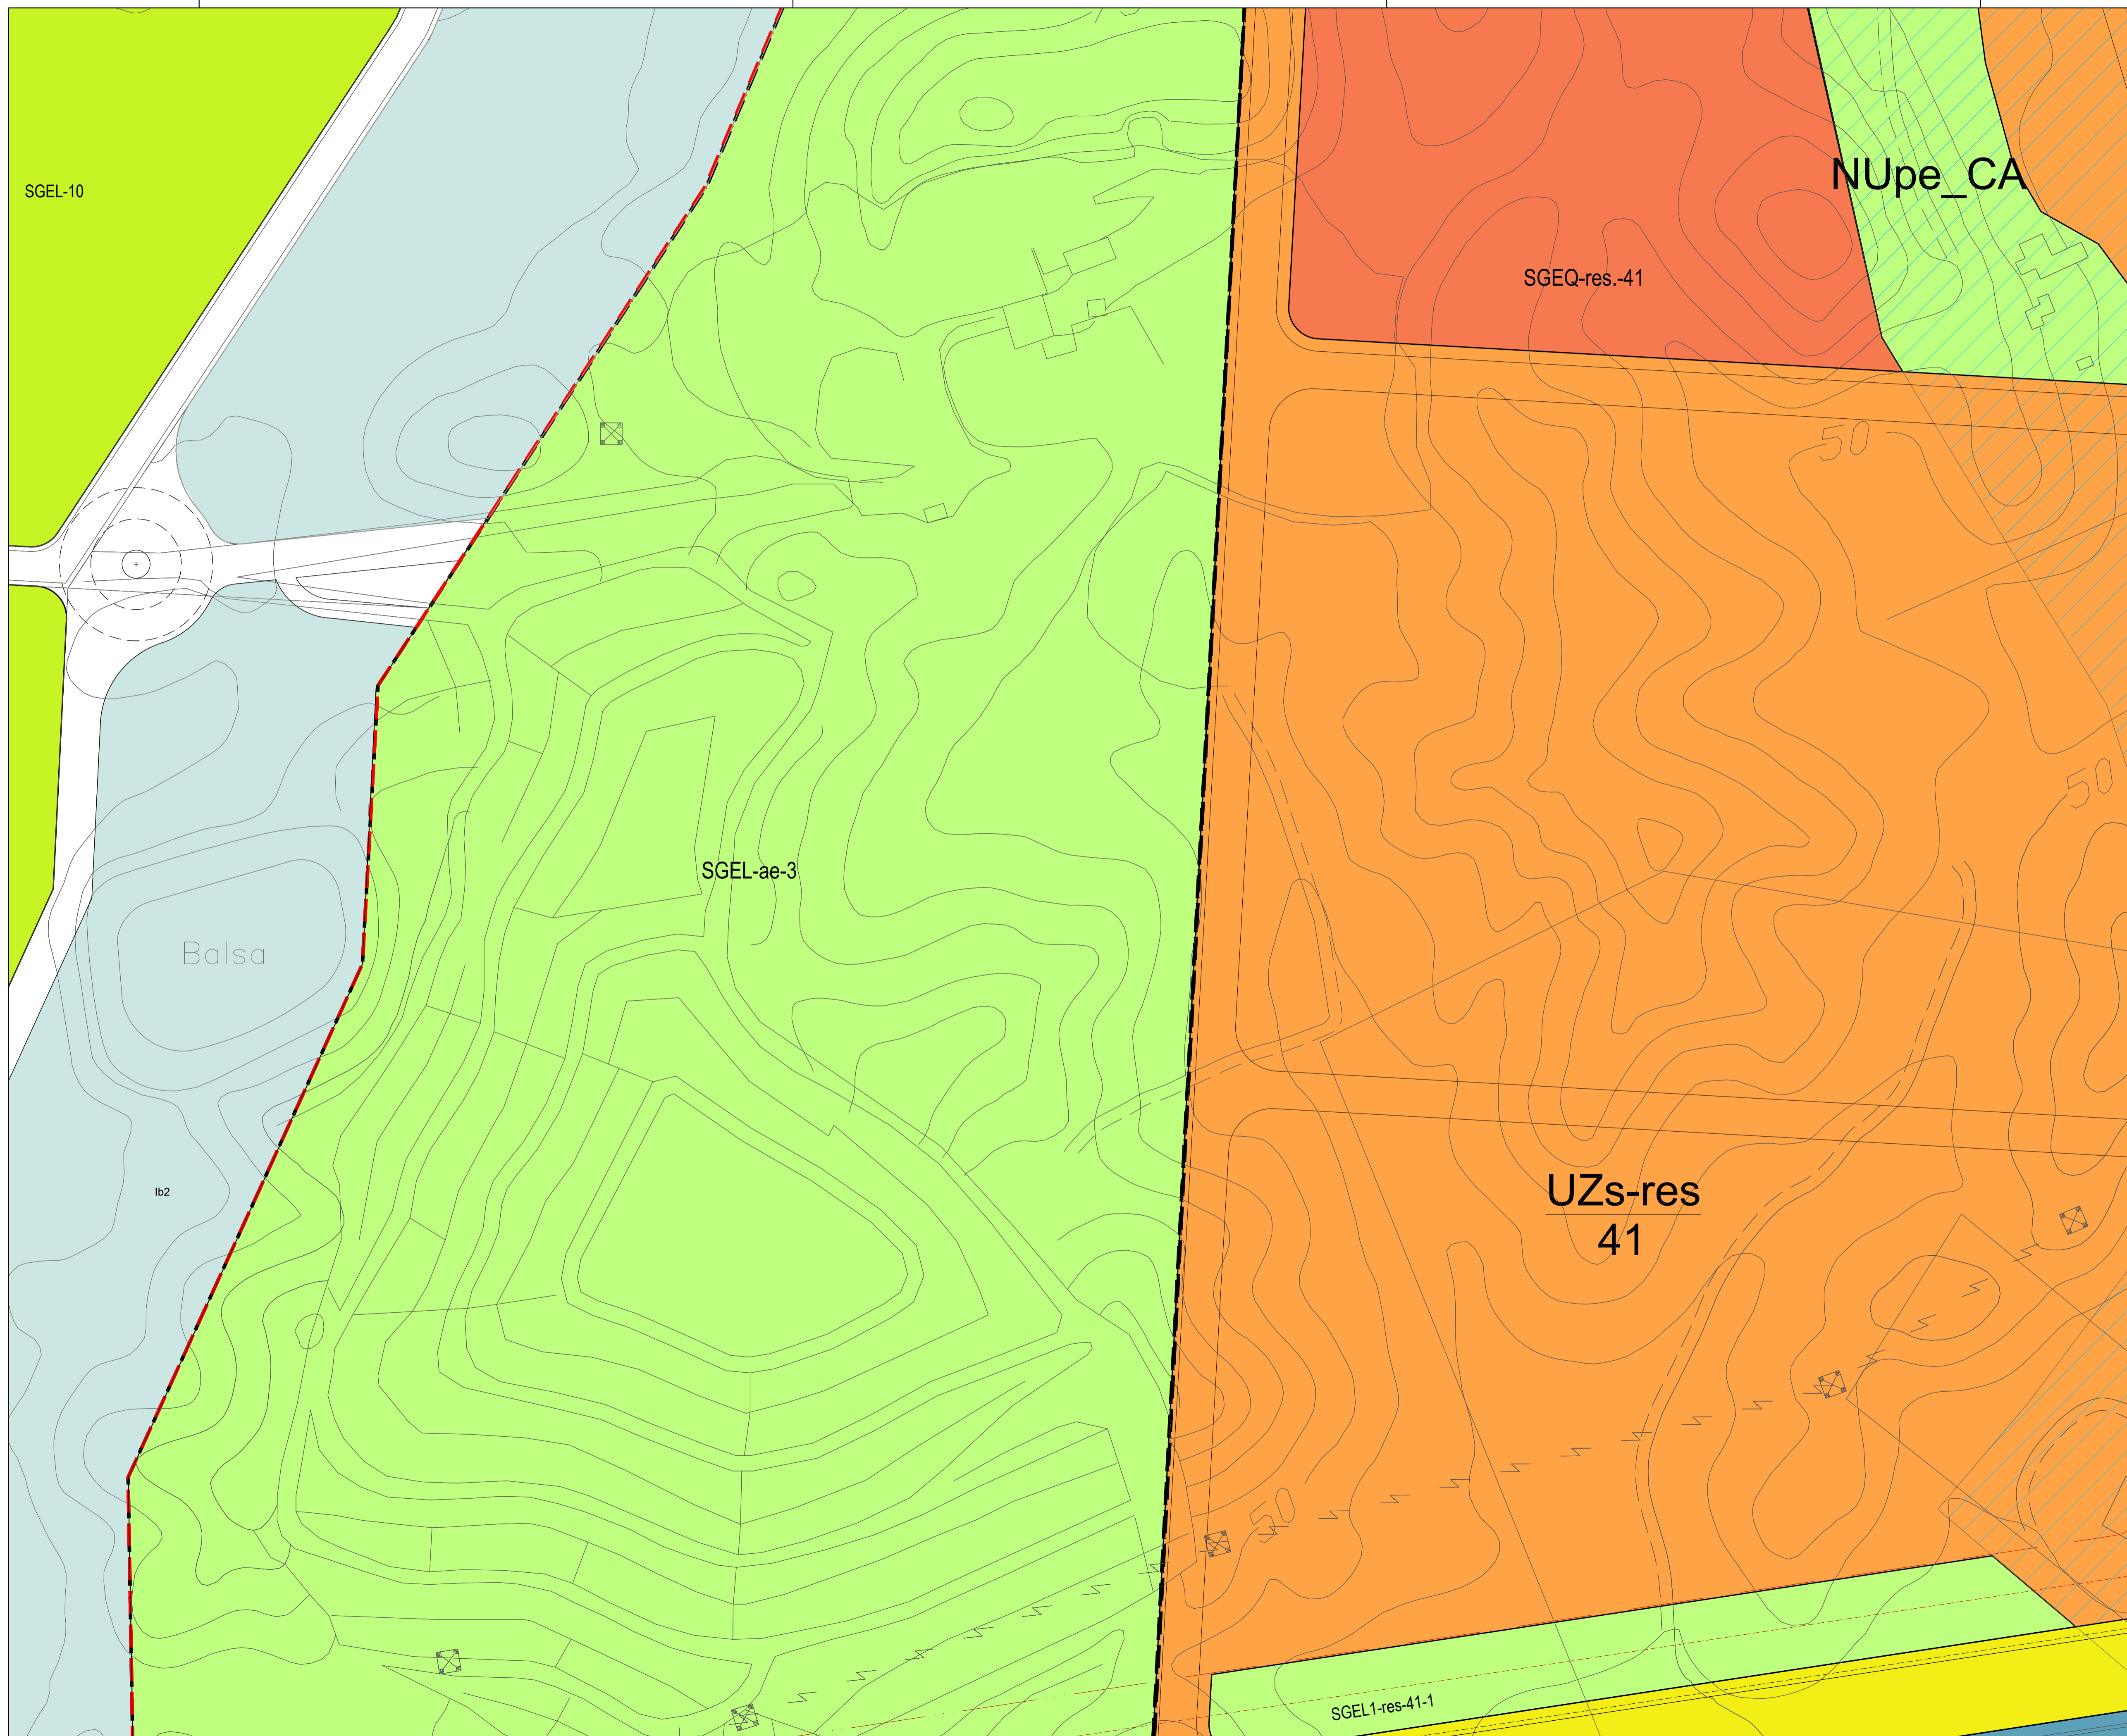 SGEL-10
NUpe_CA
SGEQ-res.-41
50
50
SGEL-ae-3
Balsa
Ib2
UZs-res
41
50
SGEL1-res-41-1